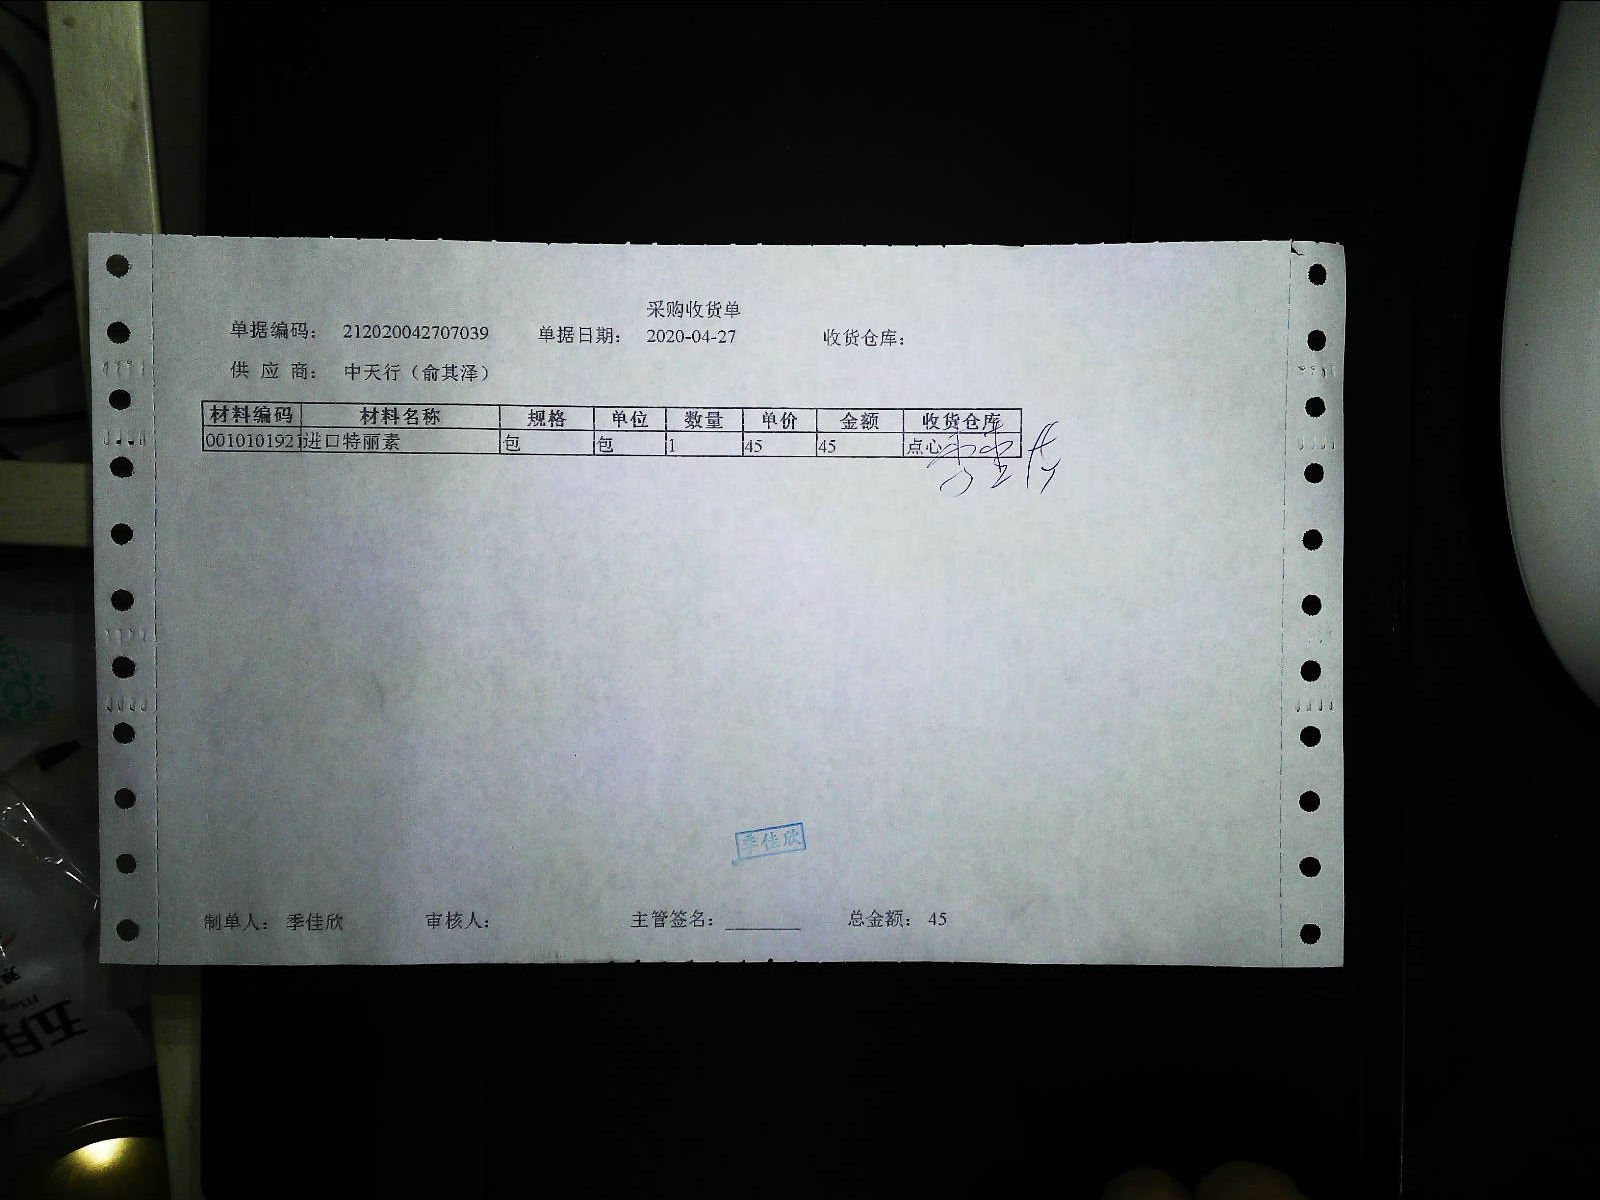 采购收货单
单据编码： 212020042707039 单据日期： 2020-04-27 收货仓库：
供 应 商： 中天行（俞其泽）
材料编码 材料名称 规格 单位 数量 单价 金额 收货仓库
0010101921 进口特丽素 包 包 1 45 45 点心
季佳欣
制单人： 季佳欣 审核人： 主管签名： ________ 总金额： 45